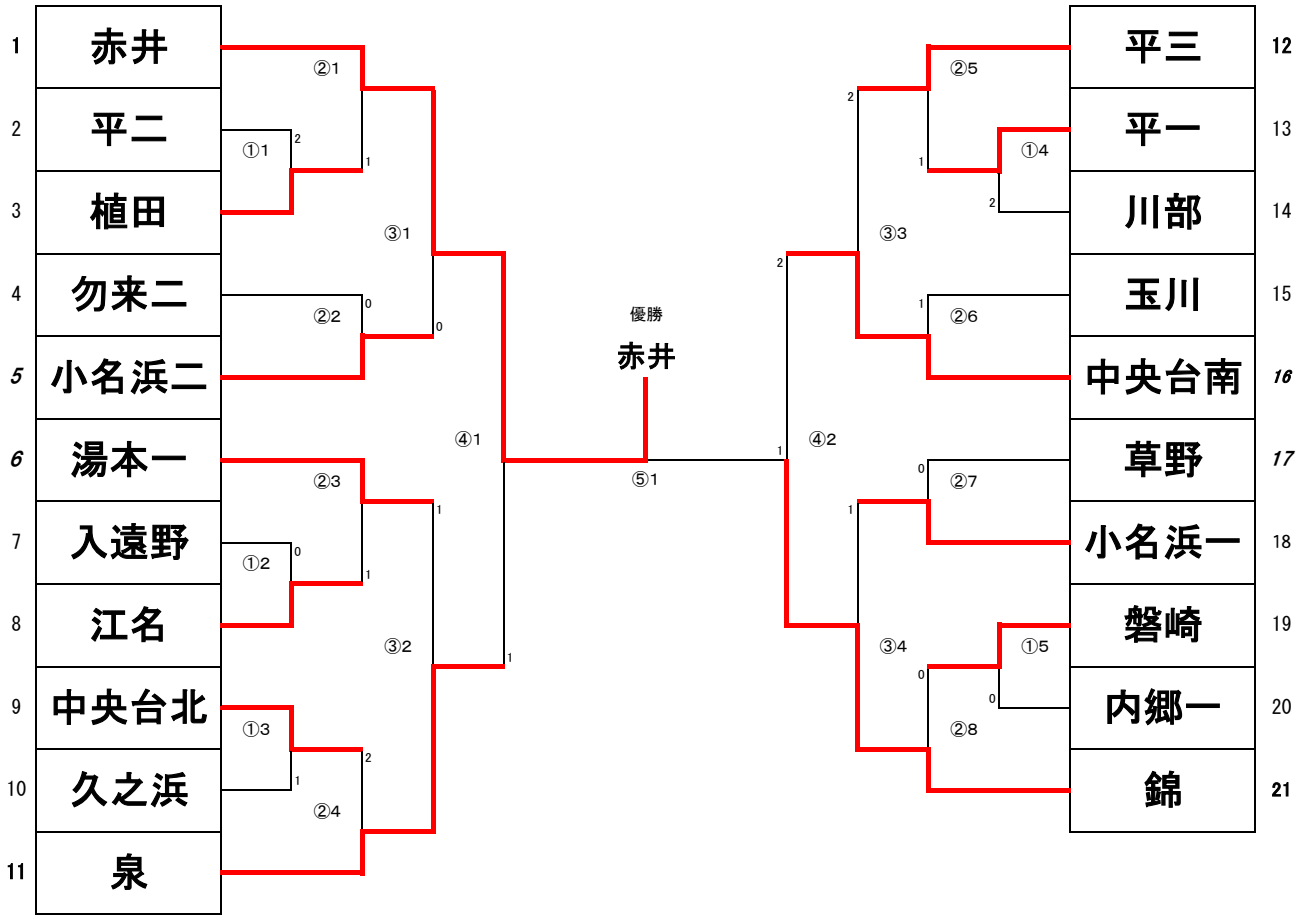 1 赤井
②1
2 平二
2
①1
1
3 植田
③1
4 勿来二
0
②2
0
5 小名浜二
④1
6 湯本一
②3
1
7 入遠野
0
①2
1
8 江名
③2
1
9 中央台北
①3
2
10 久之浜
1
②4
11 泉
優勝
赤井
⑤1
平三 12
②5
2
平一 13
①4
1
川部 14
2
③3
2
玉川 15
1
②6
中央台南 16
④2
1
草野 17
0
②7
1
小名浜一 18
磐崎 19
③4
①5
0
内郷一 20
0
②8
錦 21